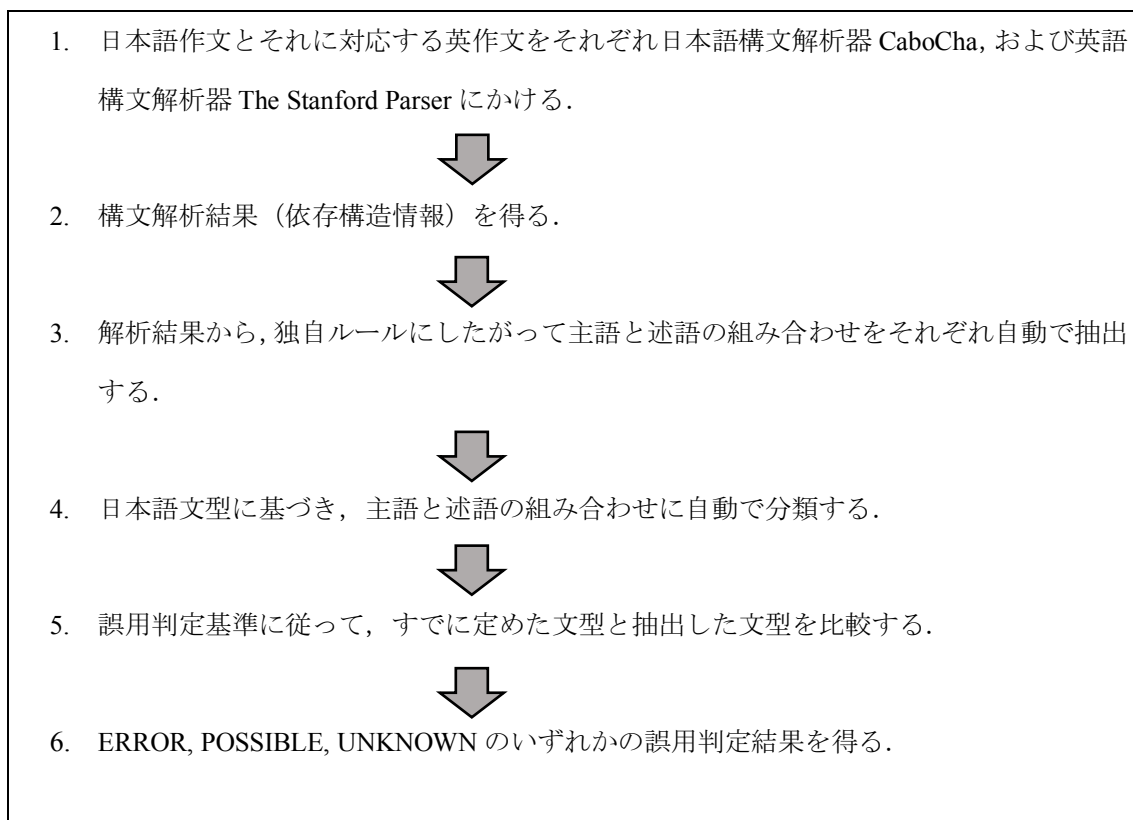 1. 日本語作文とそれに対応する英作文をそれぞれ日本語構文解析器 CaboCha, および英語
構文解析器 The Stanford Parser にかける.
2. 構文解析結果（依存構造情報）を得る.
3. 解析結果から, 独自ルールにしたがって主語と述語の組み合わせをそれぞれ自動で抽出
する.
4. 日本語文型に基づき, 主語と述語の組み合わせに自動で分類する.
5. 誤用判定基準に従って, すでに定めた文型と抽出した文型を比較する.
6. ERROR, POSSIBLE, UNKNOWN のいずれかの誤用判定結果を得る.